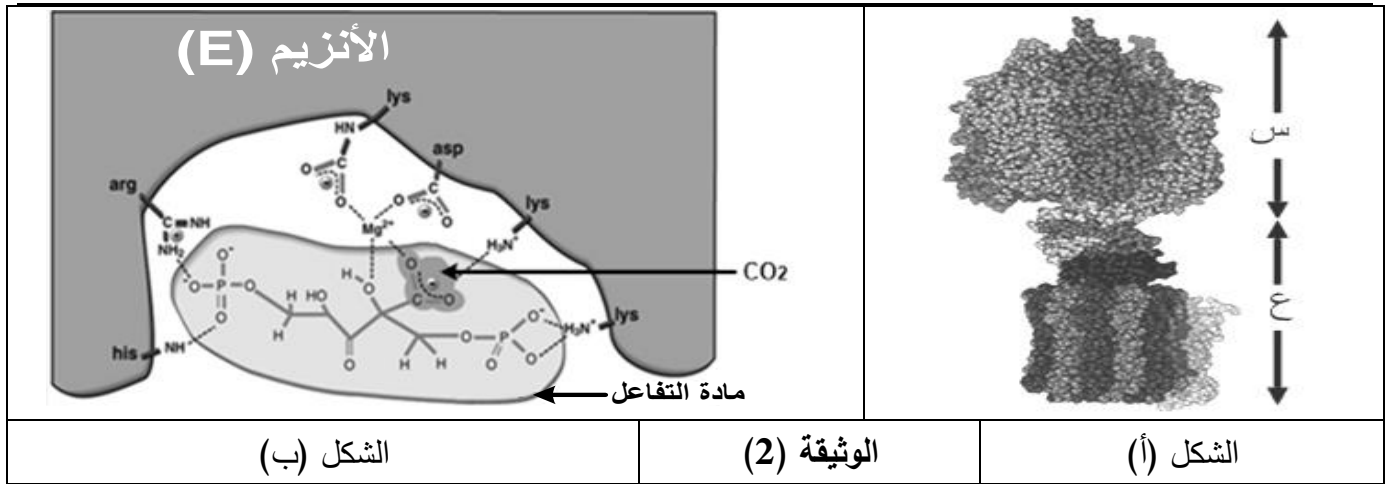 الأنزيم (E)
lys
HN
C
O
O
asp
O
C
O
lys
arg
C
NH
NH₂
Mg²⁺
H₃N⁺
CO₂
O⁻
⁻O
P
O
O
H
H
HO
H
O
C
O
H
O
O
H
H
O
P
O⁻
O
O
H₃N⁺
lys
his
NH
مادة التفاعل
س
ع
الشكل (أ)
الوثيقة (2)
الشكل (ب)